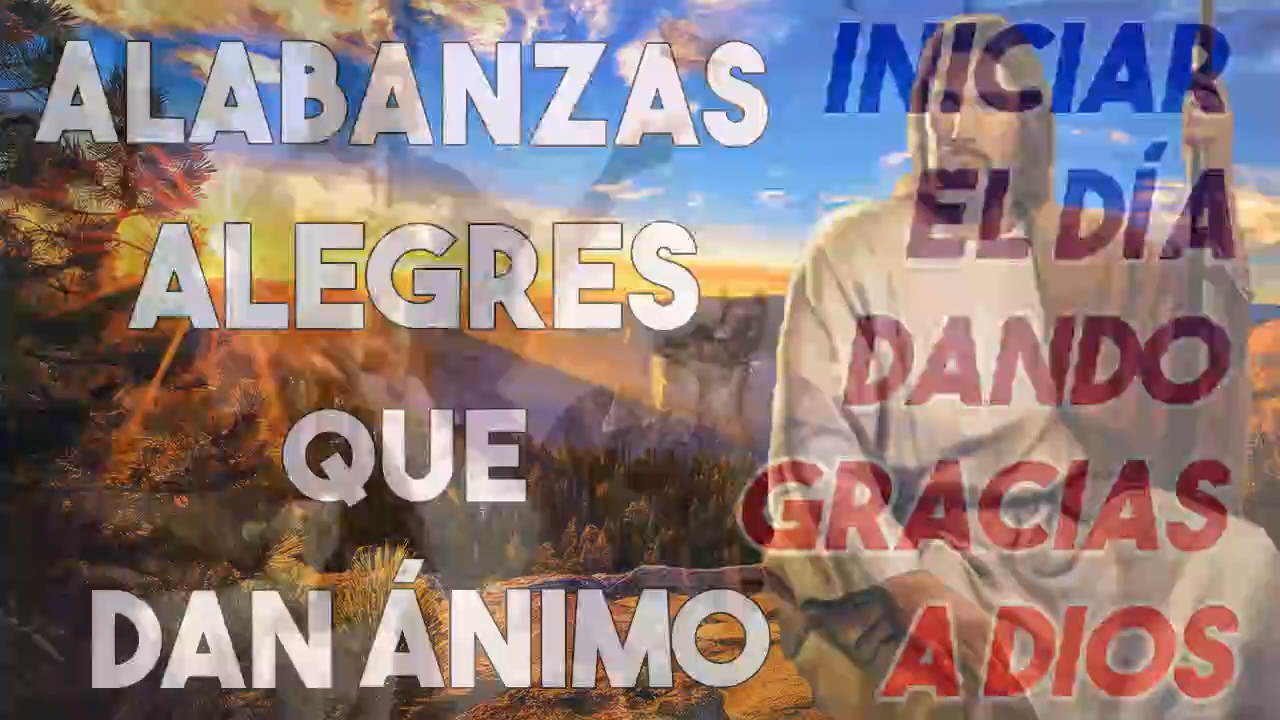 ALABANZAS
ALEGRES
QUE
DAN ÁNIMO
INICIAR
EL DÍA
DANDO
GRACIAS
A DIOS